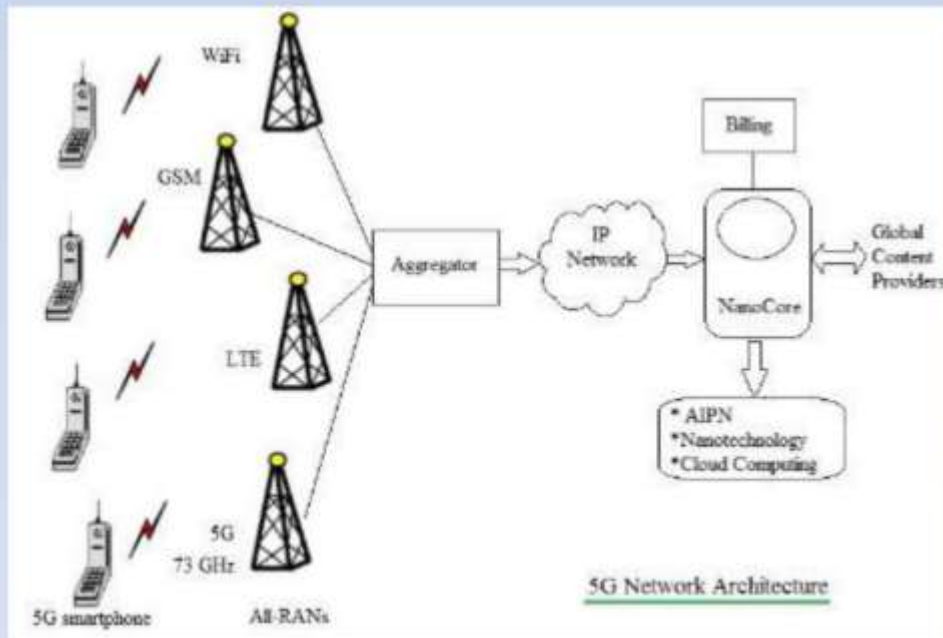 WiFi
GSM
LTE
5G
73 GHz
5G smartphone
All-RANs
Aggregator
IP
Network
Billing
NanoCore
Global
Content
Providers
* AIPN
*Nanotechnology
*Cloud Computing
5G Network Architecture